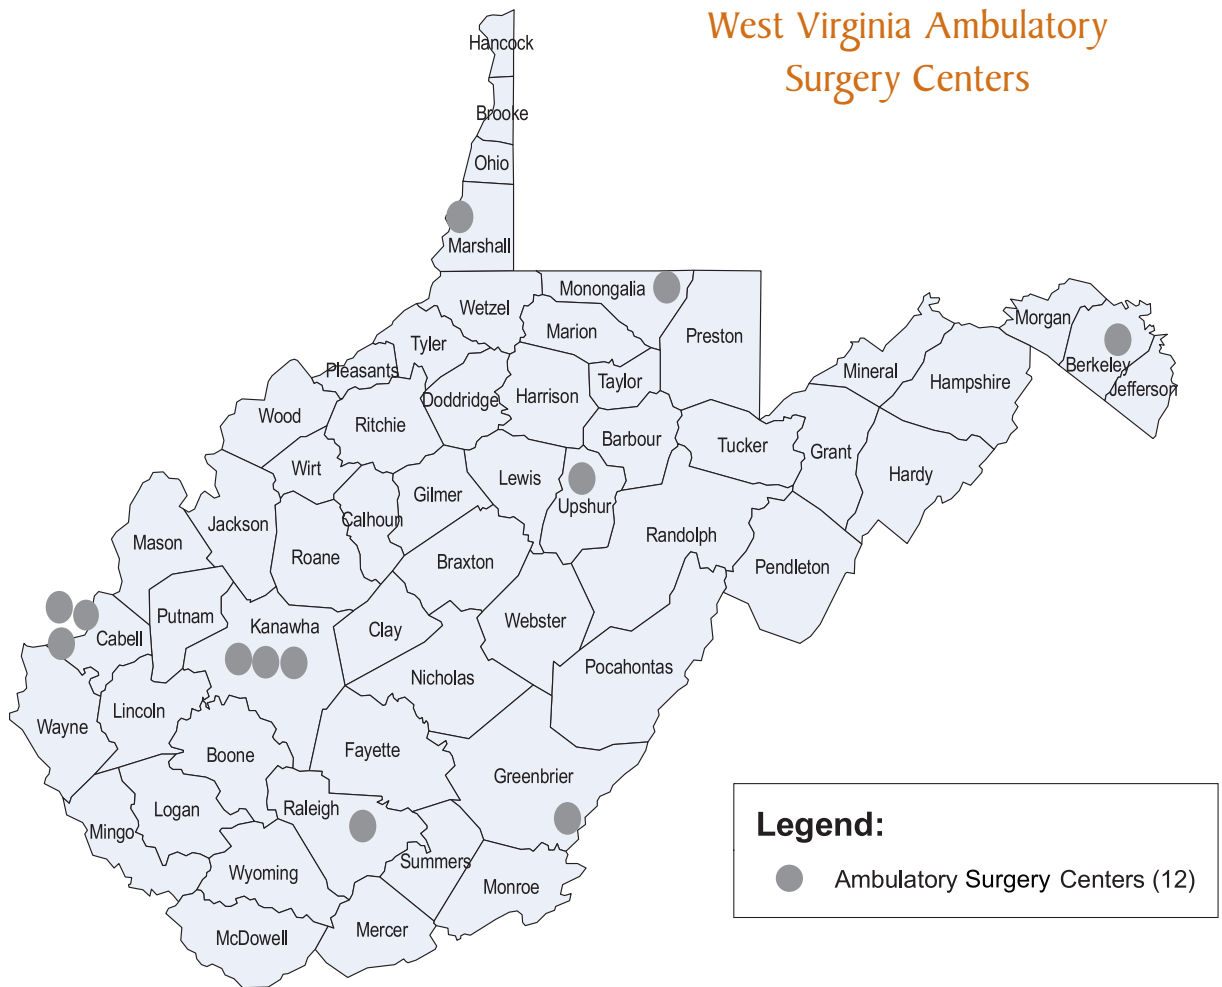 West Virginia Ambulatory
Surgery Centers
Hancock
Brooke
Ohio
Marshall
Monongalia
Wetzel
Marion
Preston
Morgan
Tyler
Berkeley
Pleasants
Mineral
Taylor
Hampshire
Jefferson
Doddridge
Harrison
Wood
Ritchie
Barbour
Tucker
Grant
Wirt
Lewis
Hardy
Gilmer
Upshur
Jackson
Calhoun
Randolph
Mason
Roane
Braxton
Pendleton
Putnam
Kanawha
Clay
Webster
Cabell
Pocahontas
Nicholas
Lincoln
Wayne
Boone
Fayette
Greenbrier
Logan
Raleigh
Mingo
Summers
Wyoming
Monroe
Mercer
McDowell
Legend:
Ambulatory Surgery Centers (12)